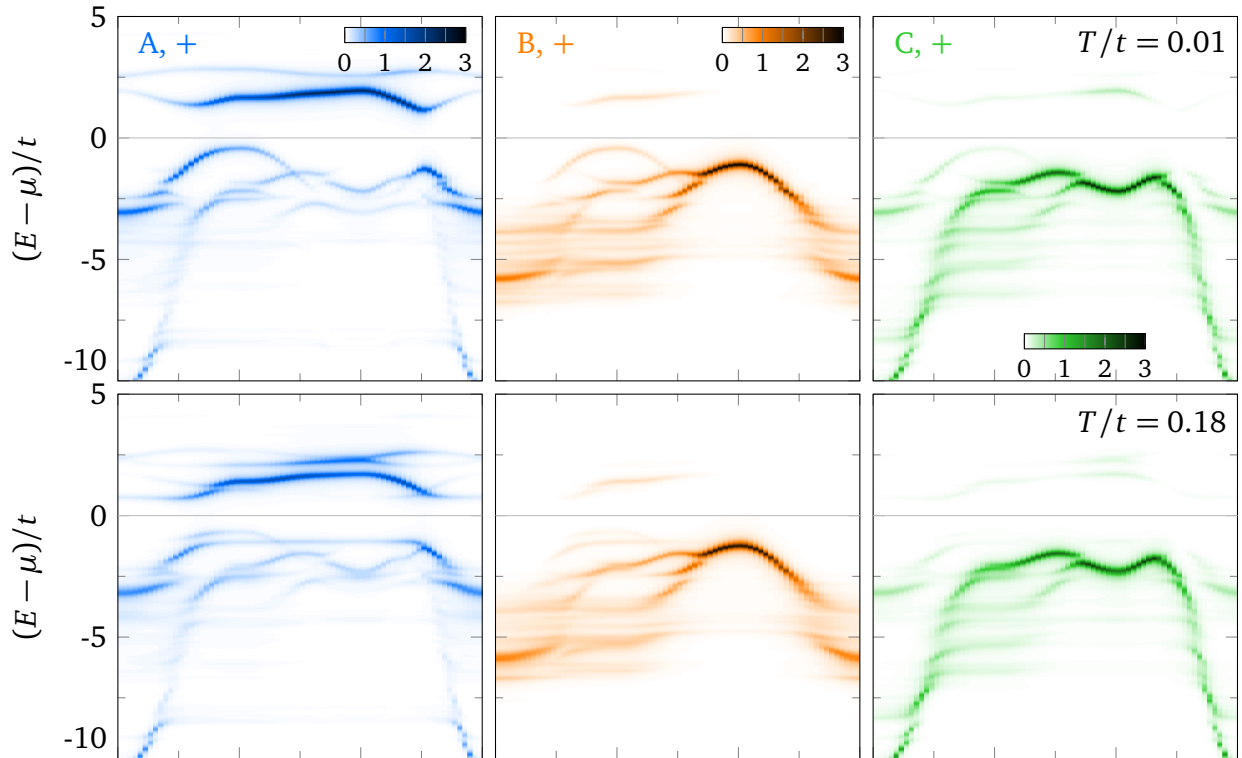 5
A, +
0 1 2 3
B, +
0 1 2 3
C, +
T/t = 0.01
0
(E − μ)/t
-5
-10
0 1 2 3
5
T/t = 0.18
0
(E − μ)/t
-5
-10